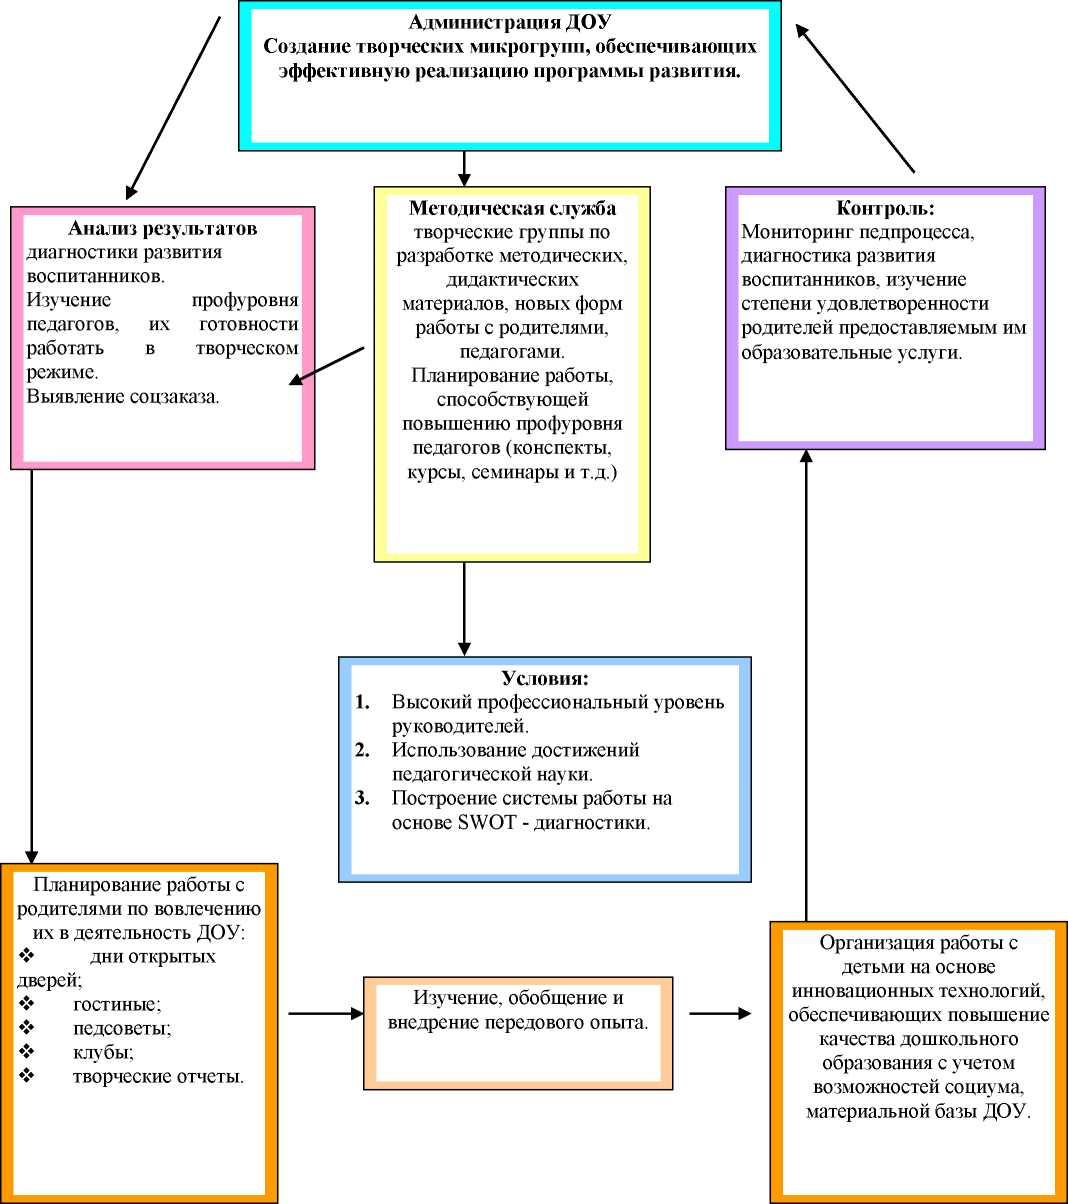 Администрация ДОУ
Создание творческих микрогрупп, обеспечивающих
эффективную реализацию программы развития.
Анализ результатов
диагностики развития
воспитанников.
Изучение профуровня
педагогов, их готовности
работать в творческом
режиме.
Выявление соцзаказа.
Методическая служба
творческие группы по
разработке методических,
дидактических
материалов, новых форм
работы с родителями,
педагогами.
Планирование работы,
способствующей
повышению профуровня
педагогов (конспекты,
курсы, семинары и т.д.)
Контроль:
Мониторинг педпроцесса,
диагностика развития
воспитанников, изучение
степени удовлетворенности
родителей предоставляемым им
образовательные услуги.
Условия:
1. Высокий профессиональный уровень
руководителей.
2. Использование достижений
педагогической науки.
3. Построение системы работы на
основе SWOT - диагностики.
Планирование работы с
родителями по вовлечению
их в деятельность ДОУ:
❖ дни открытых
дверей;
❖ гостиные;
❖ педсоветы;
❖ клубы;
❖ творческие отчеты.
Изучение, обобщение и
внедрение передового опыта.
Организация работы с
детьми на основе
инновационных технологий,
обеспечивающих повышение
качества дошкольного
образования с учетом
возможностей социума,
материальной базы ДОУ.